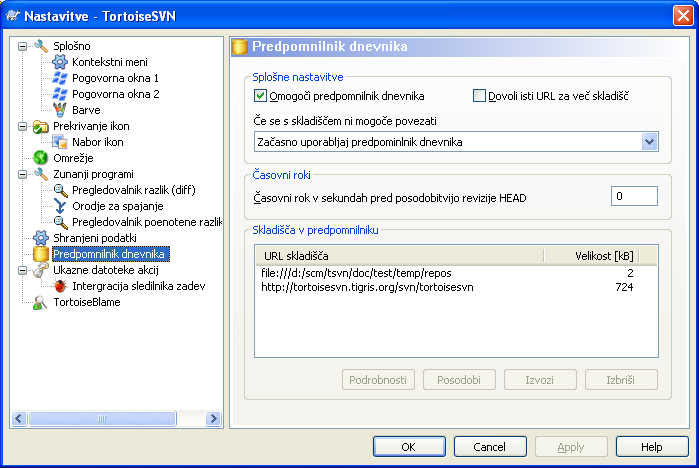 Nastavitve - TortoiseSVN
Splošno
Kontekstni meni
Pogovorna okna 1
Pogovorna okna 2
Barve
Prekrivanje ikon
Nabor ikon
Omrežje
Zunanji programi
Pregledovalnik razlik (diff)
Orodje za spajanje
Pregledovalnik poenotene razlik
Shranjeni podatki
Predpomnilnik dnevnika
Ukazne datoteke akcij
Intergracija sledilnika zadev
TortoiseBlame
Predpomnilnik dnevnika
Splošne nastavitve
Omogoči predpomnilnik dnevnika
Dovoli isti URL za več skladišč
Če se s skladiščem ni mogoče povezati
Začasno uporabljaj predpominlnik dnevnika
Časovni roki
Časovni rok v sekundah pred posodobitvijo revizije HEAD 0
Skladišča v predpomnilniku
URL skladišča Velikost [kB]
file:///d:/scm/tsvn/doc/test/temp/repos 2
http://tortoisesvn.tigris.org/svn/tortoisesvn 724
Podrobnosti Posodobi Izvozi Izbriši
OK Cancel Apply Help